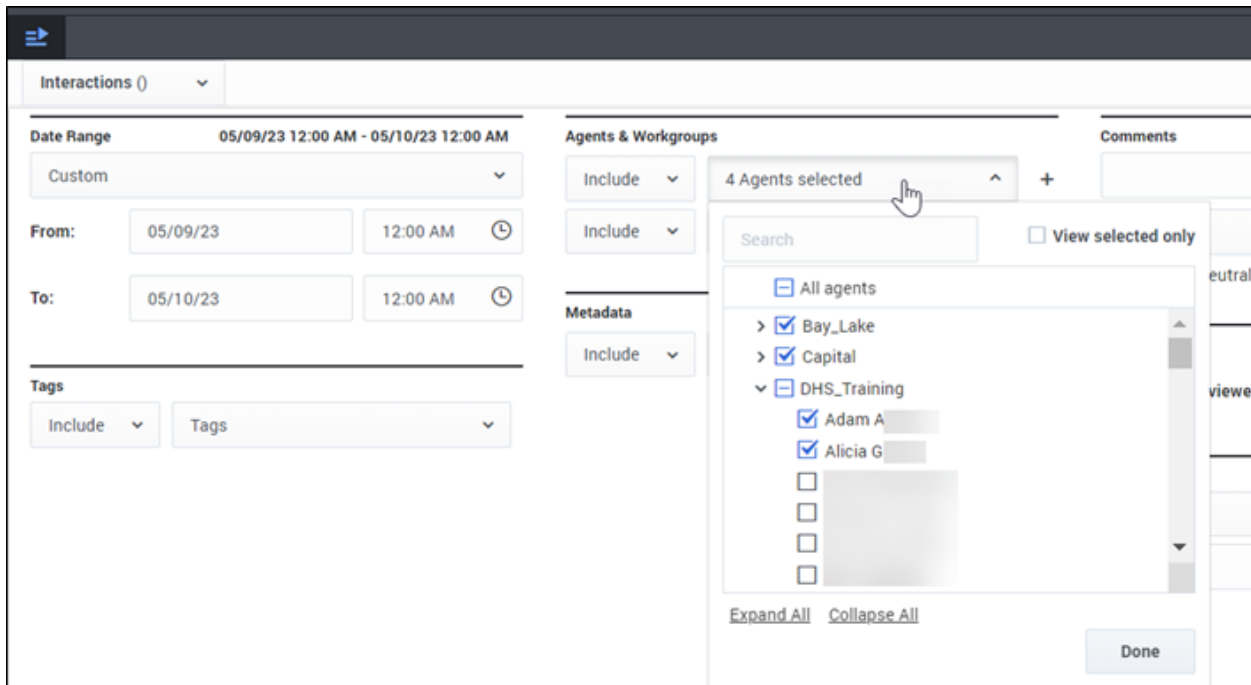 Interactions ()
Date Range 05/09/23 12:00 AM - 05/10/23 12:00 AM
Custom
From: 05/09/23 12:00 AM
To: 05/10/23 12:00 AM
Tags
Include Tags
Agents & Workgroups
Include 4 Agents selected +
Include
Search View selected only
All agents
Bay_Lake
Capital
DHS_Training
Adam A
Alicia G
Expand All Collapse All
Done
Metadata
Include
Comments
eutral
viewe